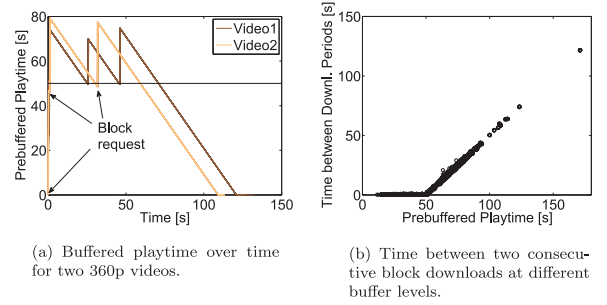 Prebuffered Playtime [s]
80
60
40
20
0
Video1
Video2
Block
request
0
50
100
150
Time [s]
(a) Buffered playtime over time
for two 360p videos.
Time between Downl. Periods [s]
150
100
50
0
0
50
100
150
Prebuffered Playtime [s]
(b) Time between two consecu-
tive block downloads at different
buffer levels.